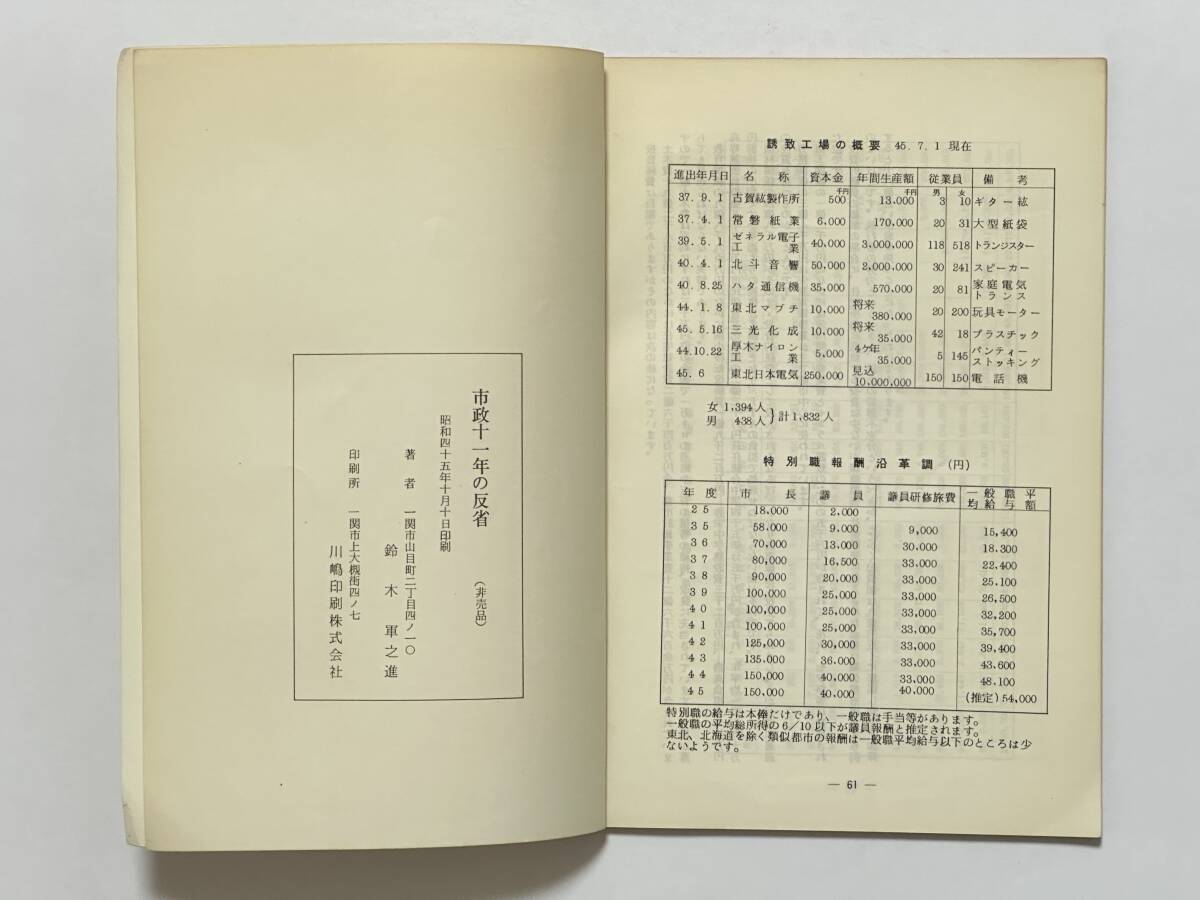 誘致工場の概要 45.7.1現在
進出年月日 名称 資本金 年間生産額 従業員 備考
千円 千円 男 女
37.9.1 古賀絃製作所 500 13,000 3 10 ギター絃
37.4.1 常磐紙業 6,000 170,000 20 31 大型紙袋
39.5.1 ゼネラル電子工業 40,000 3,000,000 118 518 トランジスター
40.4.1 北斗音響 50,000 2,000,000 30 241 スピーカー
40.8.25 ハタ通信機 35,000 570,000 20 81 家庭電気トランス
44.1.8 東北マブチ 10,000 将来380,000 20 200 玩具モーター
45.5.16 三光化成 10,000 将来35,000 42 18 プラスチック
44.10.22 厚木ナイロン工業 5,000 4ケ年35,000 5 145 パンティーストッキング
45.6 東北日本電気 250,000 見込10,000,000 150 150 電話機
女 1,394人
男 438人
}計1,832人
特別職報酬沿革調 (円)
年度 市長 議員 議員研修旅費 一般職平均給与額
25 18,000 2,000
35 58,000 9,000 9,000 15,400
36 70,000 13,000 30,000 18,300
37 80,000 16,500 33,000 22,400
38 90,000 20,000 33,000 25,100
39 100,000 25,000 33,000 26,500
40 100,000 25,000 33,000 32,200
41 100,000 25,000 33,000 35,700
42 125,000 30,000 33,000 39,400
43 135,000 36,000 33,000 43,600
44 150,000 40,000 33,000 48,100
45 150,000 40,000 40,000 (推定)54,000
特別職の給与は本俸だけであり、一般職は手当等があります。
一般職の平均総所得の6/10以下が議員報酬と推定されます。
東北、北海道を除く類似都市の報酬は一般職平均給与以下のところは少
ないようです。
— 61 —
市政十一年の反省 (非売品)
昭和四十五年十月十日印刷
著者 一関市山目町二丁目四ノ一〇
鈴木軍之進
印刷所 一関市上大槻街四ノ七
川嶋印刷株式会社